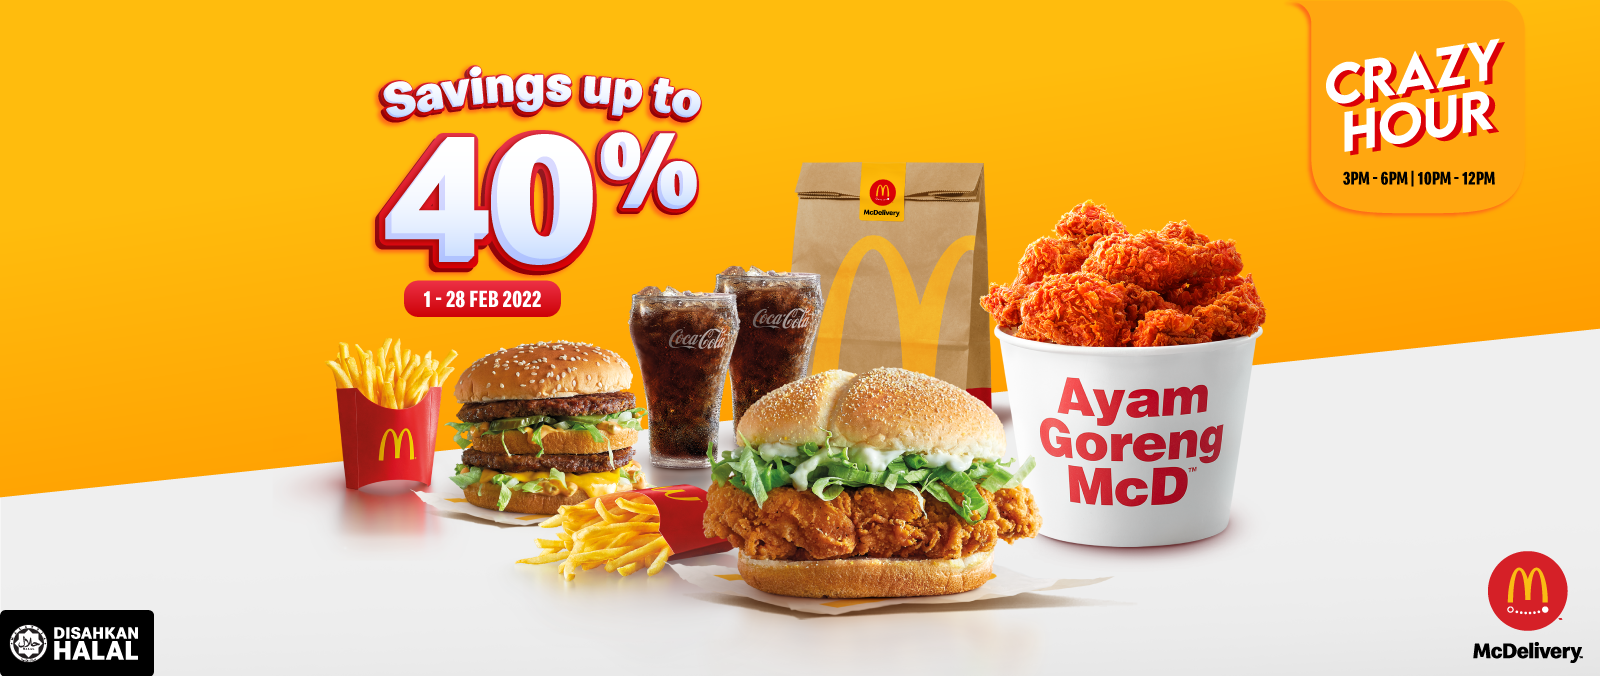 Savings up to
40%
1 - 28 FEB 2022
CRAZY
HOUR
3PM - 6PM | 10PM - 12PM
McDelivery
Coca-Cola
Coca-Cola
Ayam
Goreng
McD™
DISAHKAN
HALAL
McDelivery™